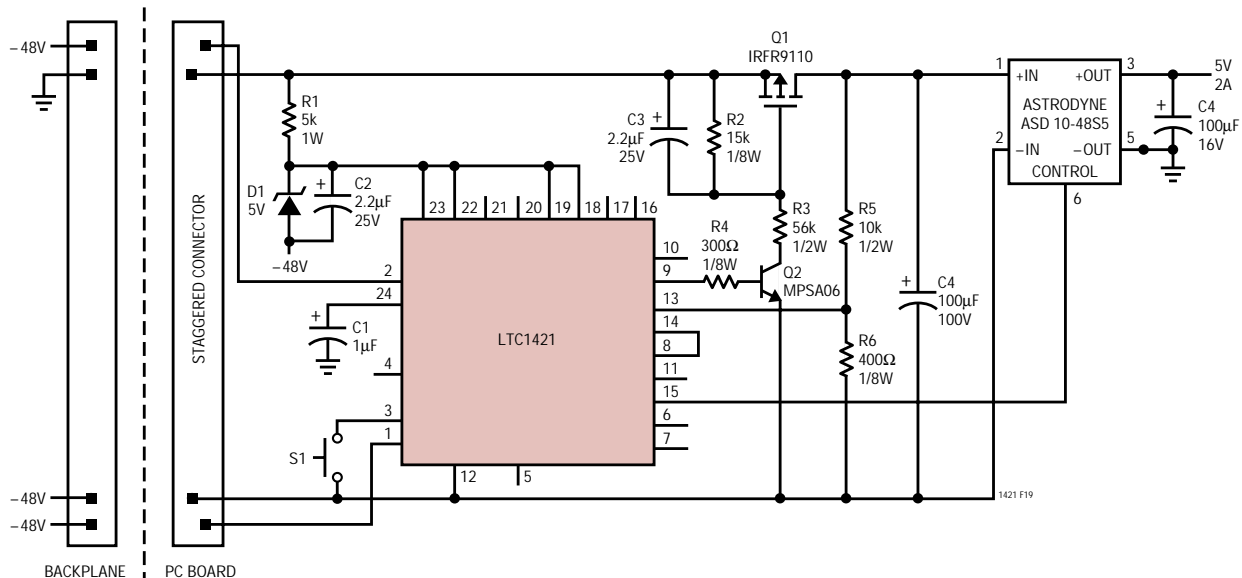 –48V
–48V
–48V
BACKPLANE
PC BOARD
STAGGERED CONNECTOR
R1
5k
1W
D1
5V
+
C2
2.2µF
25V
–48V
+
C1
1µF
S1
LTC1421
23
22
21
20
19
18
17
16
2
24
4
3
1
12
5
10
9
13
14
8
11
15
6
7
+
C3
2.2µF
25V
R2
15k
1/8W
Q1
IRFR9110
R3
56k
1/2W
R4
300Ω
1/8W
Q2
MPSA06
R5
10k
1/2W
R6
400Ω
1/8W
+
C4
100µF
100V
1
+IN
+OUT
3
ASTRODYNE
ASD 10-48S5
2
–IN
–OUT
5
CONTROL
6
5V
2A
+
C4
100µF
16V
1421 F19